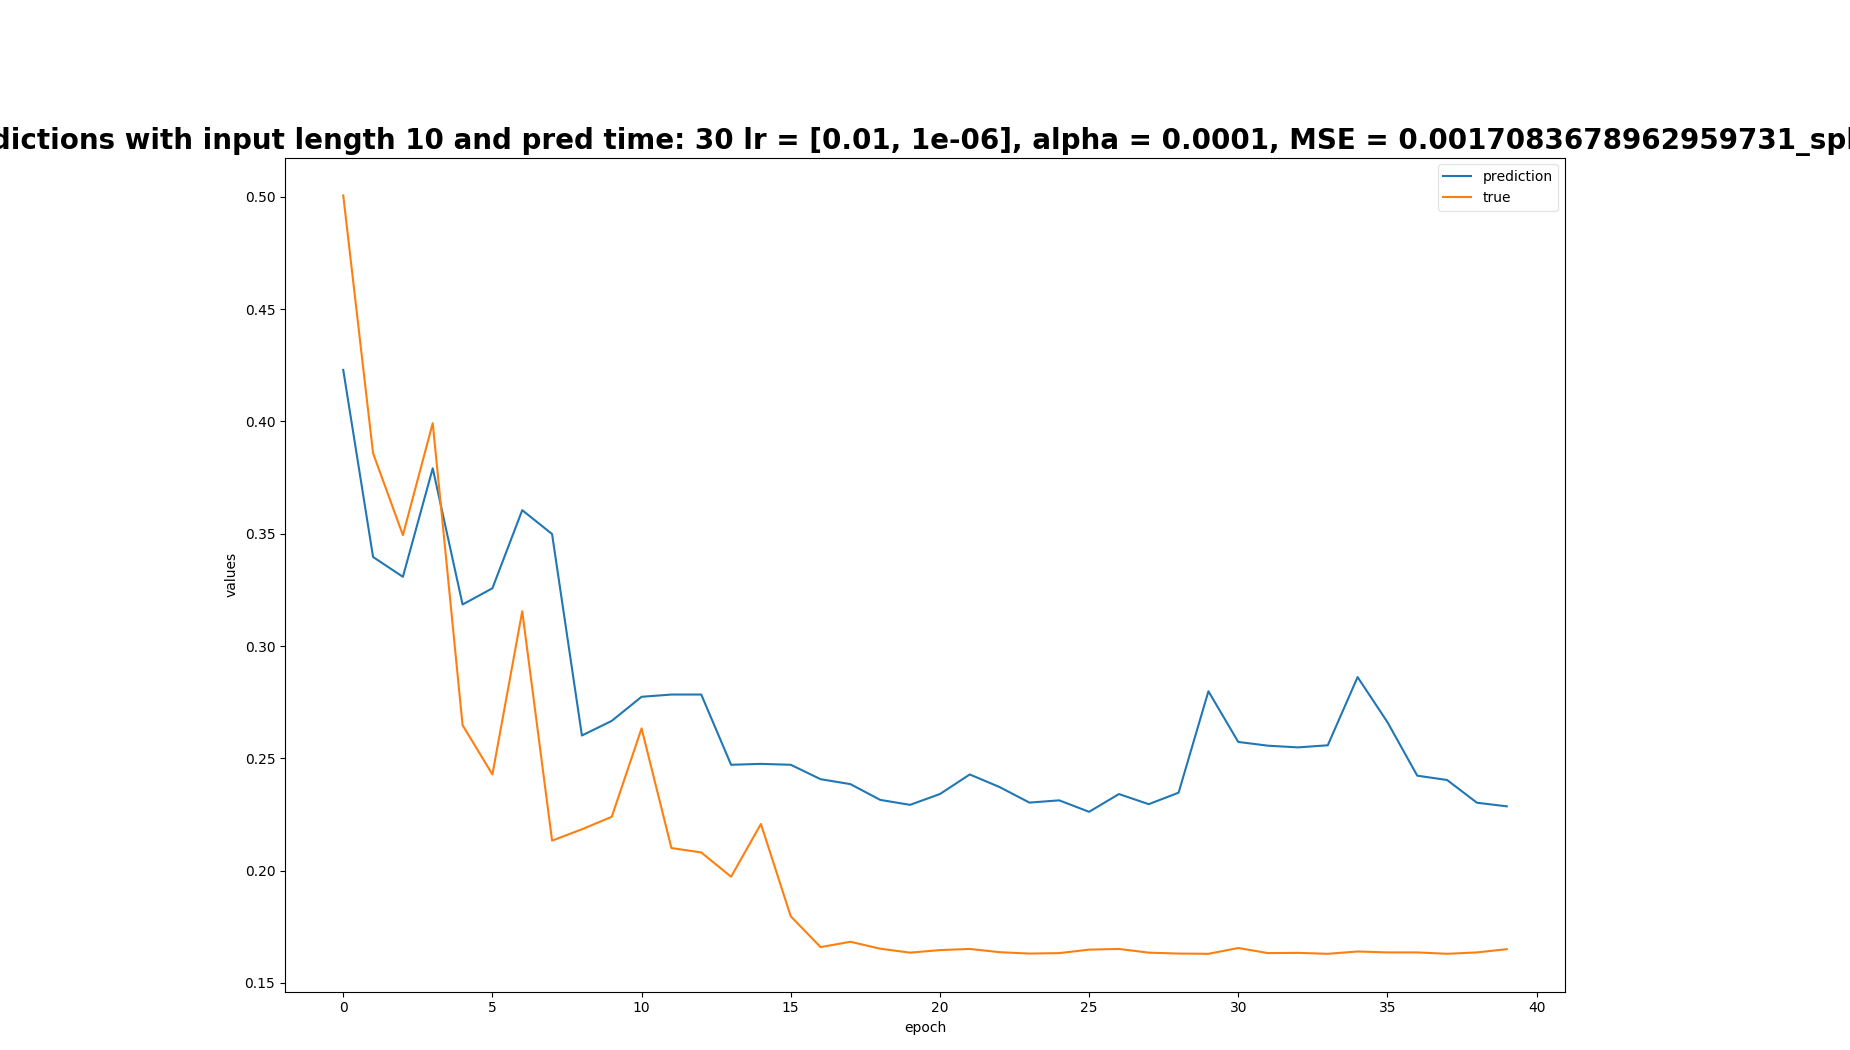 dictions with input length 10 and pred time: 30 lr = [0.01, 1e-06], alpha = 0.0001, MSE = 0.0017083678962959731_spl
prediction
true
0.50
0.45
0.40
0.35
0.30
0.25
0.20
0.15
values
0 5 10 15 20 25 30 35 40
epoch